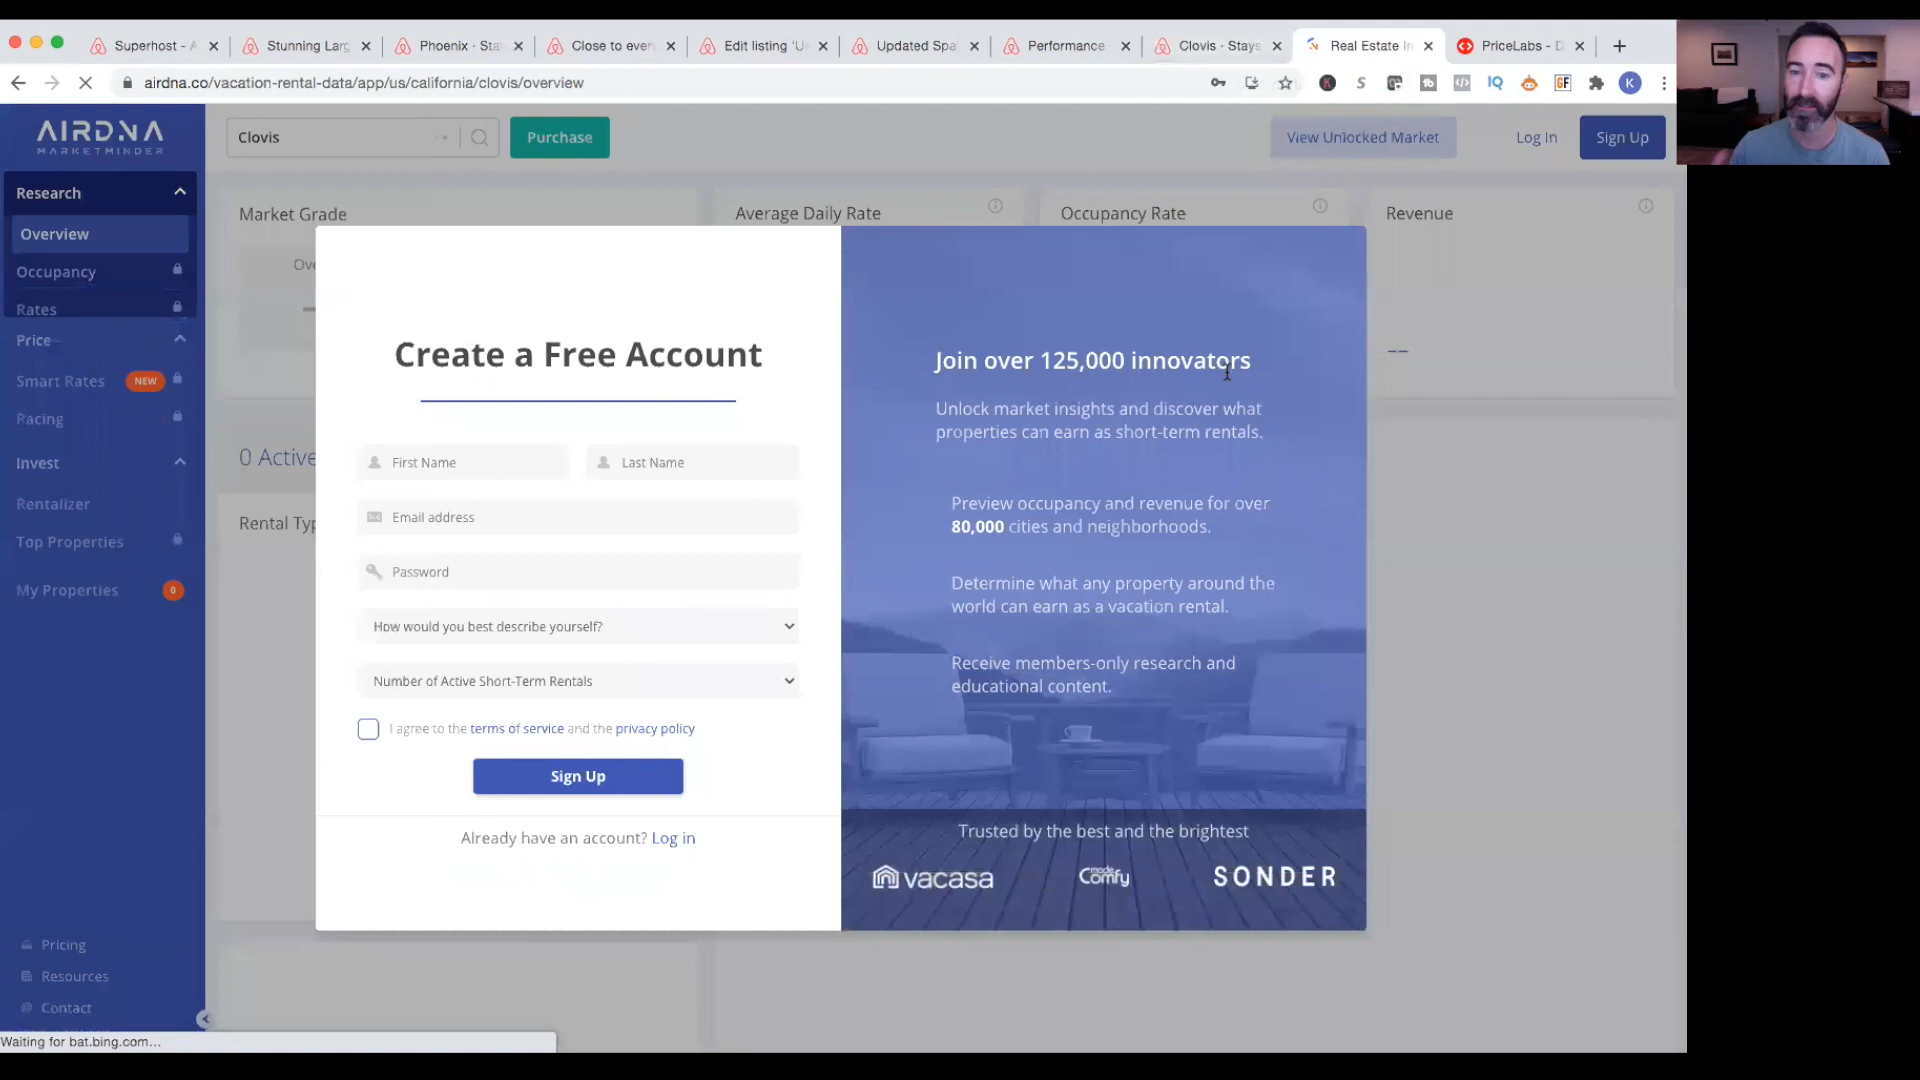 Superhost - A
Stunning Larg
Phoenix · Sta
Close to ever
Edit listing 'U
Updated Spa
Performance
Clovis · Stays
Real Estate In
PriceLabs - D
airdna.co/vacation-rental-data/app/us/california/clovis/overview
K
AIRDNA
MARKETMINDER
Clovis
Purchase
View Unlocked Market
Log In
Sign Up
Research
Overview
Occupancy
Rates
Price
Smart Rates NEW
Racing
Invest
Rentalizer
Top Properties
My Properties 0
Pricing
Resources
Contact
Market Grade
Average Daily Rate
Occupancy Rate
Revenue
Ove
0 Active
Rental Typ
Create a Free Account
First Name
Last Name
Email address
Password
How would you best describe yourself?
Number of Active Short-Term Rentals
I agree to the terms of service and the privacy policy
Sign Up
Already have an account? Log in
Join over 125,000 innovators
Unlock market insights and discover what
properties can earn as short-term rentals.
Preview occupancy and revenue for over
80,000 cities and neighborhoods.
Determine what any property around the
world can earn as a vacation rental.
Receive members-only research and
educational content.
Trusted by the best and the brightest
vacasa
made Comfy
SONDER
Waiting for bat.bing.com...